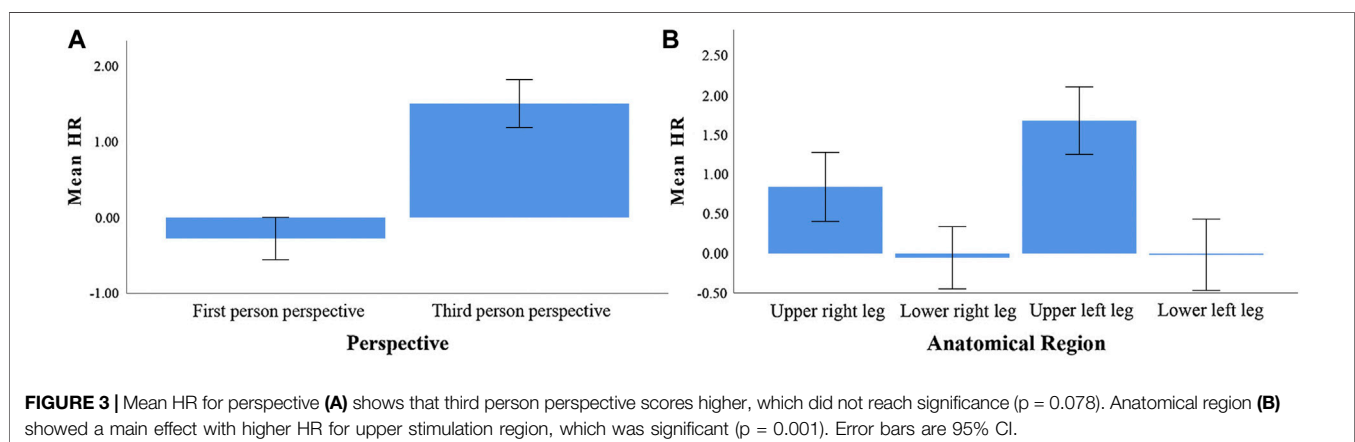 A
Mean HR
2.00
1.00
0.00
-1.00
First person perspective
Third person perspective
Perspective
B
Mean HR
2.50
2.00
1.50
1.00
0.50
0.00
-0.50
Upper right leg
Lower right leg
Upper left leg
Lower left leg
Anatomical Region
FIGURE 3 | Mean HR for perspective (A) shows that third person perspective scores higher, which did not reach significance (p = 0.078). Anatomical region (B)
showed a main effect with higher HR for upper stimulation region, which was significant (p = 0.001). Error bars are 95% CI.